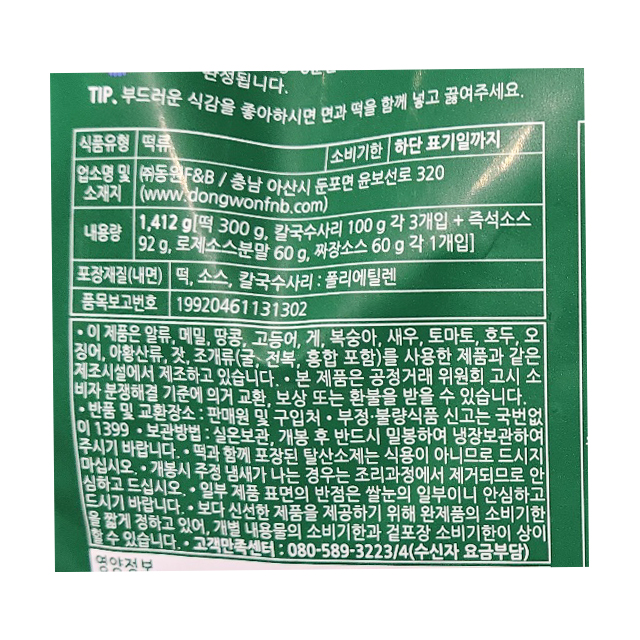 판정됩니다.
TIP. 부드러운 식감을 좋아하시면 면과 떡을 함께 넣고 끓여주세요.
식품유형 떡류 소비기한 하단 표기일까지
업소명 및 소재지 ㈜동원F&B / 충남 아산시 둔포면 윤보선로 320
(www.dongwonfnb.com)
내용량 1,412 g[떡 300 g, 칼국수사리 100 g 각 3개입 + 즉석소스
92 g, 로제소스분말 60 g, 짜장소스 60 g 각 1개입]
포장재질(내면) 떡, 소스, 칼국수사리 : 폴리에틸렌
품목보고번호 19920461131302
• 이 제품은 알류, 메밀, 땅콩, 고등어, 게, 복숭아, 새우, 토마토, 호두, 오
징어, 아황산류, 잣, 조개류(굴, 전복, 홍합 포함)를 사용한 제품과 같은
제조시설에서 제조하고 있습니다. • 본 제품은 공정거래 위원회 고시 소
비자 분쟁해결 기준에 의거 교환, 보상 또는 환불을 받을 수 있습니다.
• 반품 및 교환장소 : 판매원 및 구입처 • 부정·불량식품 신고는 국번없
이 1399 • 보관방법 : 실온보관, 개봉 후 반드시 밀봉하여 냉장보관하여
주시기 바랍니다. • 떡과 함께 포장된 탈산소제는 식용이 아니므로 드시지
마십시오. • 개봉시 주정 냄새가 나는 경우는 조리과정에서 제거되므로 안
심하고 드십시오. • 일부 제품 표면의 반점은 쌀눈의 일부이니 안심하고
드시기 바랍니다. • 보다 신선한 제품을 제공하기 위해 완제품의 소비기한
을 짧게 정하고 있어, 개별 내용물의 소비기한과 겉포장 소비기한이 상이
할 수 있습니다. • 고객만족센터 : 080-589-3223/4(수신자 요금부담)
영양정보